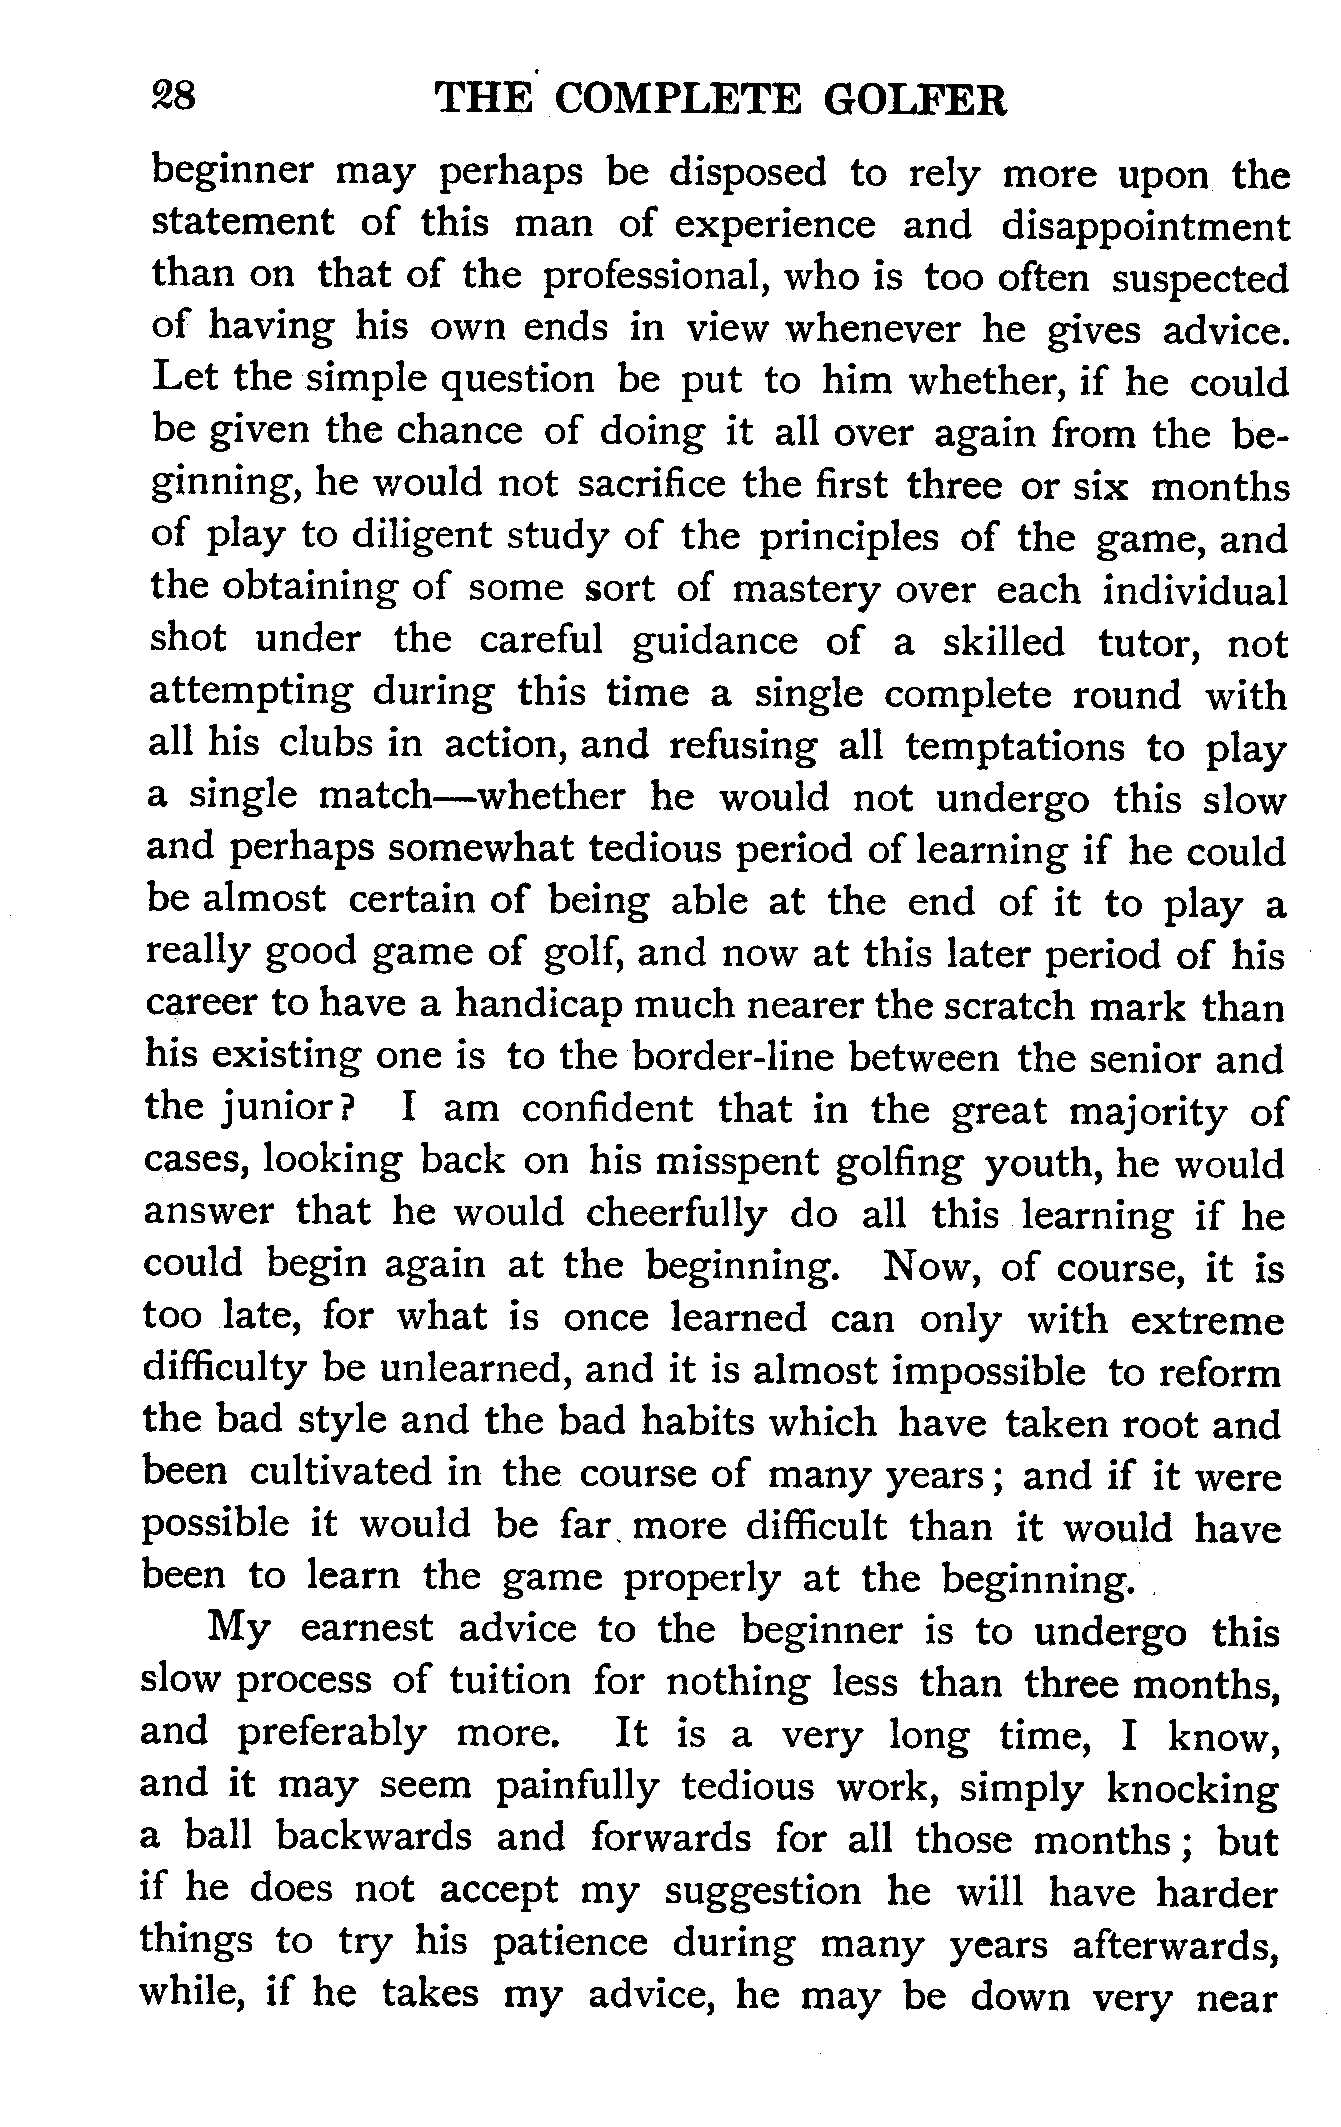 28 THE COMPLETE GOLFER
beginner may perhaps be disposed to rely more upon the
statement of this man of experience and disappointment
than on that of the professional, who is too often suspected
of having his own ends in view whenever he gives advice.
Let the simple question be put to him whether, if he could
be given the chance of doing it all over again from the be-
ginning, he would not sacrifice the first three or six months
of play to diligent study of the principles of the game, and
the obtaining of some sort of mastery over each individual
shot under the careful guidance of a skilled tutor, not
attempting during this time a single complete round with
all his clubs in action, and refusing all temptations to play
a single match—whether he would not undergo this slow
and perhaps somewhat tedious period of learning if he could
be almost certain of being able at the end of it to play a
really good game of golf, and now at this later period of his
career to have a handicap much nearer the scratch mark than
his existing one is to the border-line between the senior and
the junior? I am confident that in the great majority of
cases, looking back on his misspent golfing youth, he would
answer that he would cheerfully do all this learning if he
could begin again at the beginning. Now, of course, it is
too late, for what is once learned can only with extreme
difficulty be unlearned, and it is almost impossible to reform
the bad style and the bad habits which have taken root and
been cultivated in the course of many years; and if it were
possible it would be far more difficult than it would have
been to learn the game properly at the beginning.
My earnest advice to the beginner is to undergo this
slow process of tuition for nothing less than three months,
and preferably more. It is a very long time, I know,
and it may seem painfully tedious work, simply knocking
a ball backwards and forwards for all those months; but
if he does not accept my suggestion he will have harder
things to try his patience during many years afterwards,
while, if he takes my advice, he may be down very near